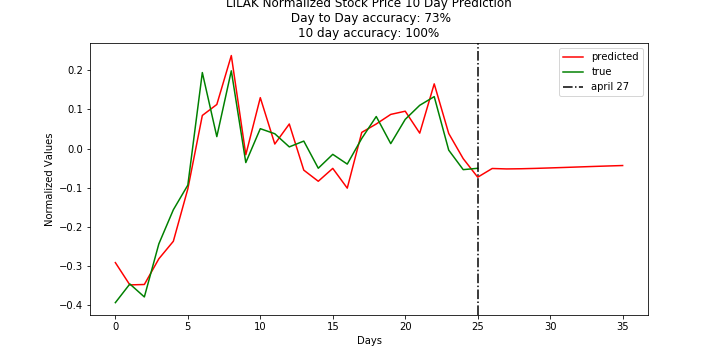 LILAK Normalized Stock Price 10 Day Prediction
Day to Day accuracy: 73%
10 day accuracy: 100%
predicted
true
april 27
Normalized Values
0.2
0.1
0.0
−0.1
−0.2
−0.3
−0.4
0
5
10
15
20
25
30
35
Days